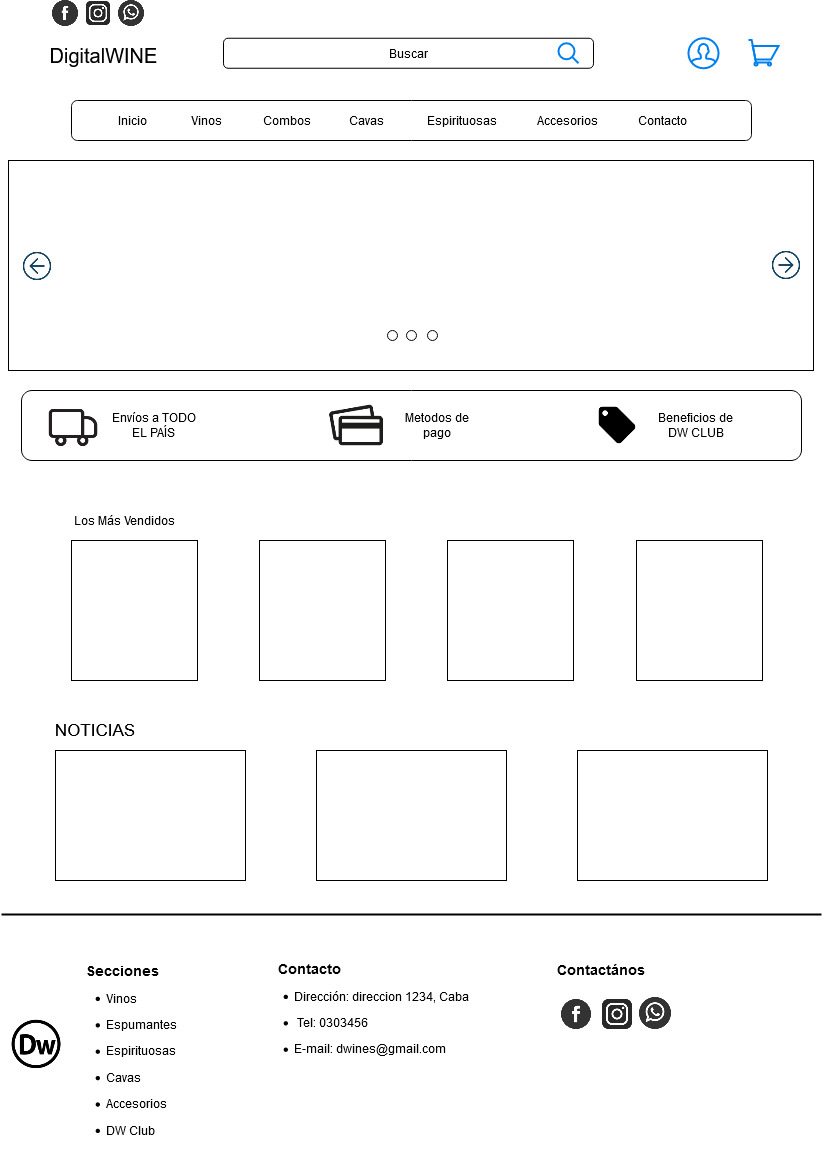 DigitalWINE
Buscar
Inicio
Vinos
Combos
Cavas
Espirituosas
Accesorios
Contacto
Envíos a TODO
EL PAÍS
Metodos de
pago
Beneficios de
DW CLUB
Los Más Vendidos
NOTICIAS
Dw
Secciones
Vinos
Espumantes
Espirituosas
Cavas
Accesorios
DW Club
Contacto
Dirección: direccion 1234, Caba
Tel: 0303456
E-mail: dwines@gmail.com
Contactános